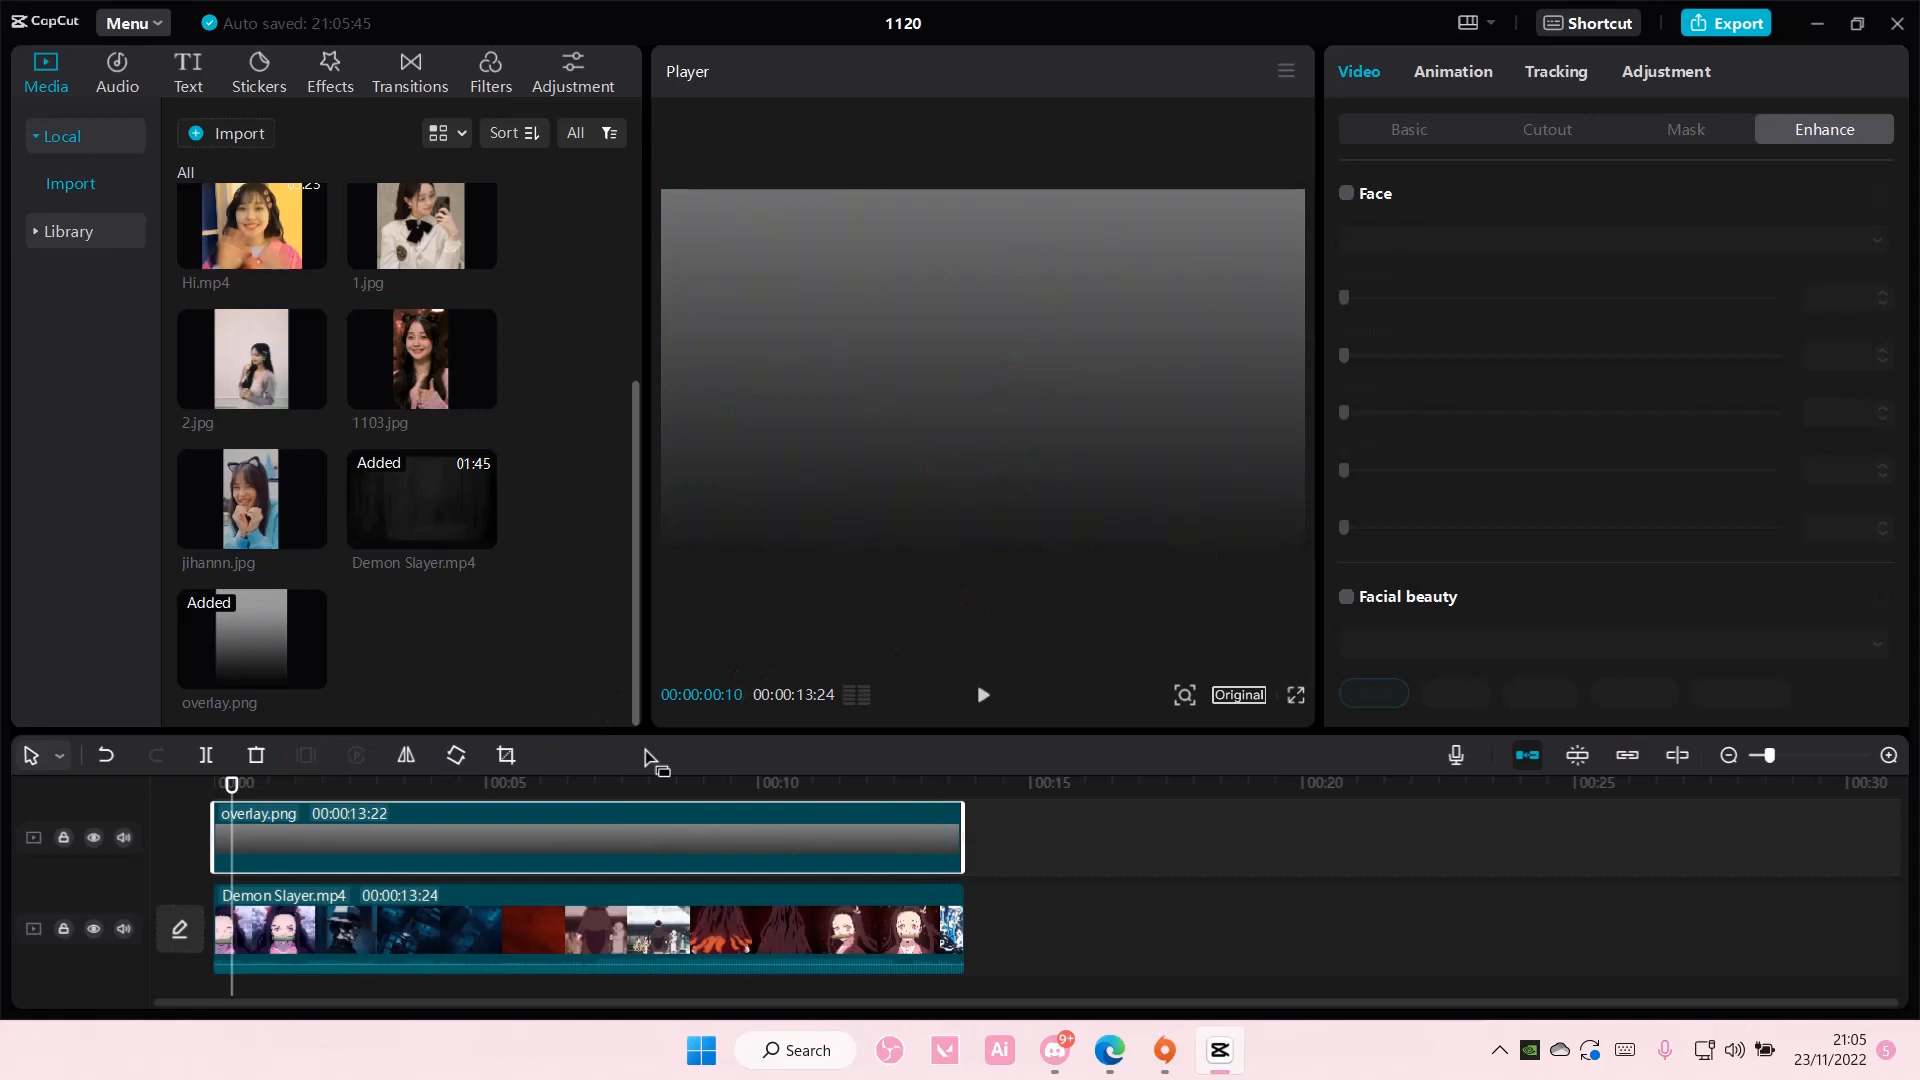 CapCut
Menu
Auto saved: 21:05:45
1120
Shortcut
Export
Media
Audio
Text
Stickers
Effects
Transitions
Filters
Adjustment
Local
Import
Library
Import
Sort
All
All
Hi.mp4
1.jpg
2.jpg
1103.jpg
jihannn.jpg
Added
01:45
Demon Slayer.mp4
Added
overlay.png
Player
00:00:00:10
00:00:13:24
Original
Video
Animation
Tracking
Adjustment
Basic
Cutout
Mask
Enhance
Face
Facial beauty
00:05
00:10
00:15
00:20
00:25
00:30
overlay.png 00:00:13:22
Demon Slayer.mp4 00:00:13:24
Search
Ai
9+
21:05
23/11/2022
5